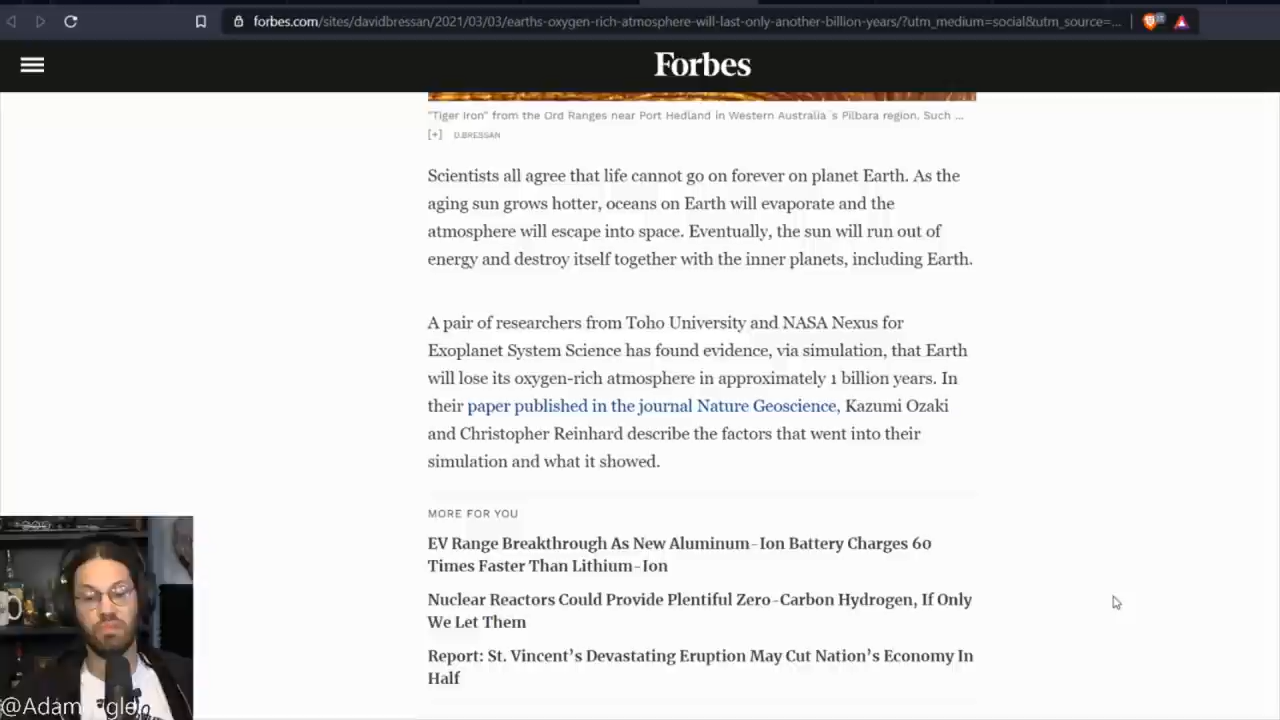 forbes.com/sites/davidbressan/2021/03/03/earths-oxygen-rich-atmosphere-will-last-only-another-billion-years/?utm_medium=social&utm_source=...
Forbes
"Tiger Iron" from the Ord Ranges near Port Hedland in Western Australia´s Pilbara region. Such ...
[+] D.BRESSAN
Scientists all agree that life cannot go on forever on planet Earth. As the
aging sun grows hotter, oceans on Earth will evaporate and the
atmosphere will escape into space. Eventually, the sun will run out of
energy and destroy itself together with the inner planets, including Earth.
A pair of researchers from Toho University and NASA Nexus for
Exoplanet System Science has found evidence, via simulation, that Earth
will lose its oxygen-rich atmosphere in approximately 1 billion years. In
their paper published in the journal Nature Geoscience, Kazumi Ozaki
and Christopher Reinhard describe the factors that went into their
simulation and what it showed.
MORE FOR YOU
EV Range Breakthrough As New Aluminum-Ion Battery Charges 60
Times Faster Than Lithium-Ion
Nuclear Reactors Could Provide Plentiful Zero-Carbon Hydrogen, If Only
We Let Them
Report: St. Vincent's Devastating Eruption May Cut Nation's Economy In
Half